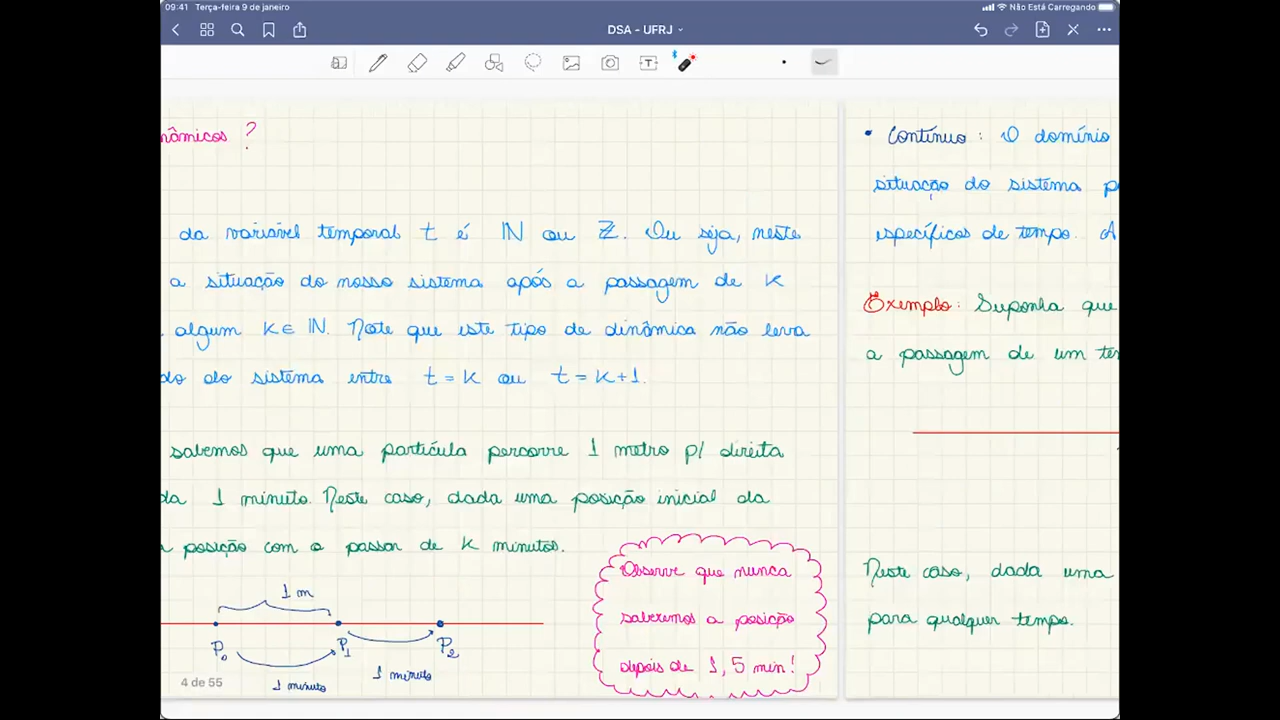 09:41 Terça-feira 9 de janeiro
Não Está Carregando
DSA - UFRJ
T
nâmicos ?
da variável temporal t é ℕ ou ℤ. Ou seja, neste
a situação do nosso sistema após a passagem de K
algum K ∈ ℕ. Note que este tipo de dinâmica não leva
do do sistema entre t = K ou t = K+1.
sabemos que uma partícula percorre 1 metro p/ direita
da 1 minuto. Neste caso, dada uma posição inicial da
a posição com o passar de K minutos.
1 m
P₀ P₁ P₂
1 minuto
1 minuto
Observe que nunca
saberemos a posição
depois de 1,5 min!
4 de 55
• Contínuo: O domínio
situação do sistema p
específicos de tempo. A
Exemplo: Suponha que
a passagem de um te
Neste caso, dada uma
para qualquer tempo.